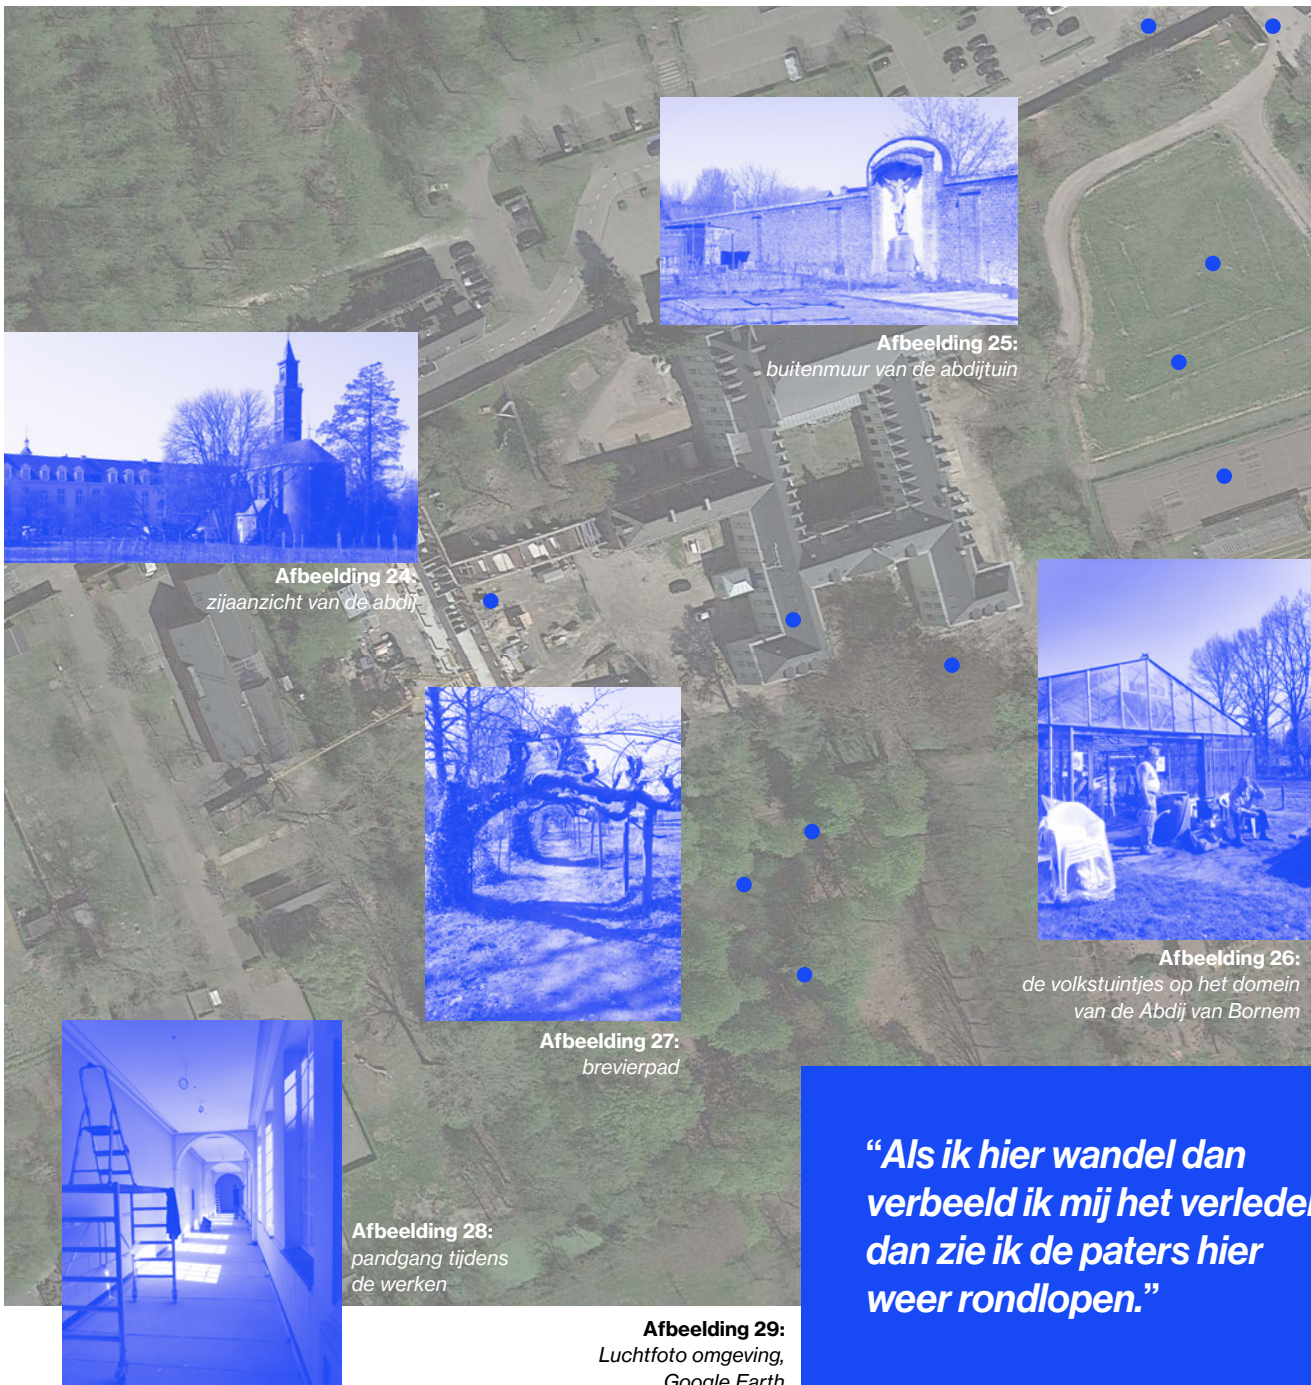 Afbeelding 25:
buitenmuur van de abdijtuin
Afbeelding 24:
zijaanzicht van de abdij
Afbeelding 26:
de volkstuintjes op het domein
van de Abdij van Bornem
Afbeelding 27:
brevierpad
Afbeelding 28:
pandgang tijdens
de werken
Afbeelding 29:
Luchtfoto omgeving,
Google Earth
“Als ik hier wandel dan
verbeeld ik mij het verleden
dan zie ik de paters hier
weer rondlopen.”